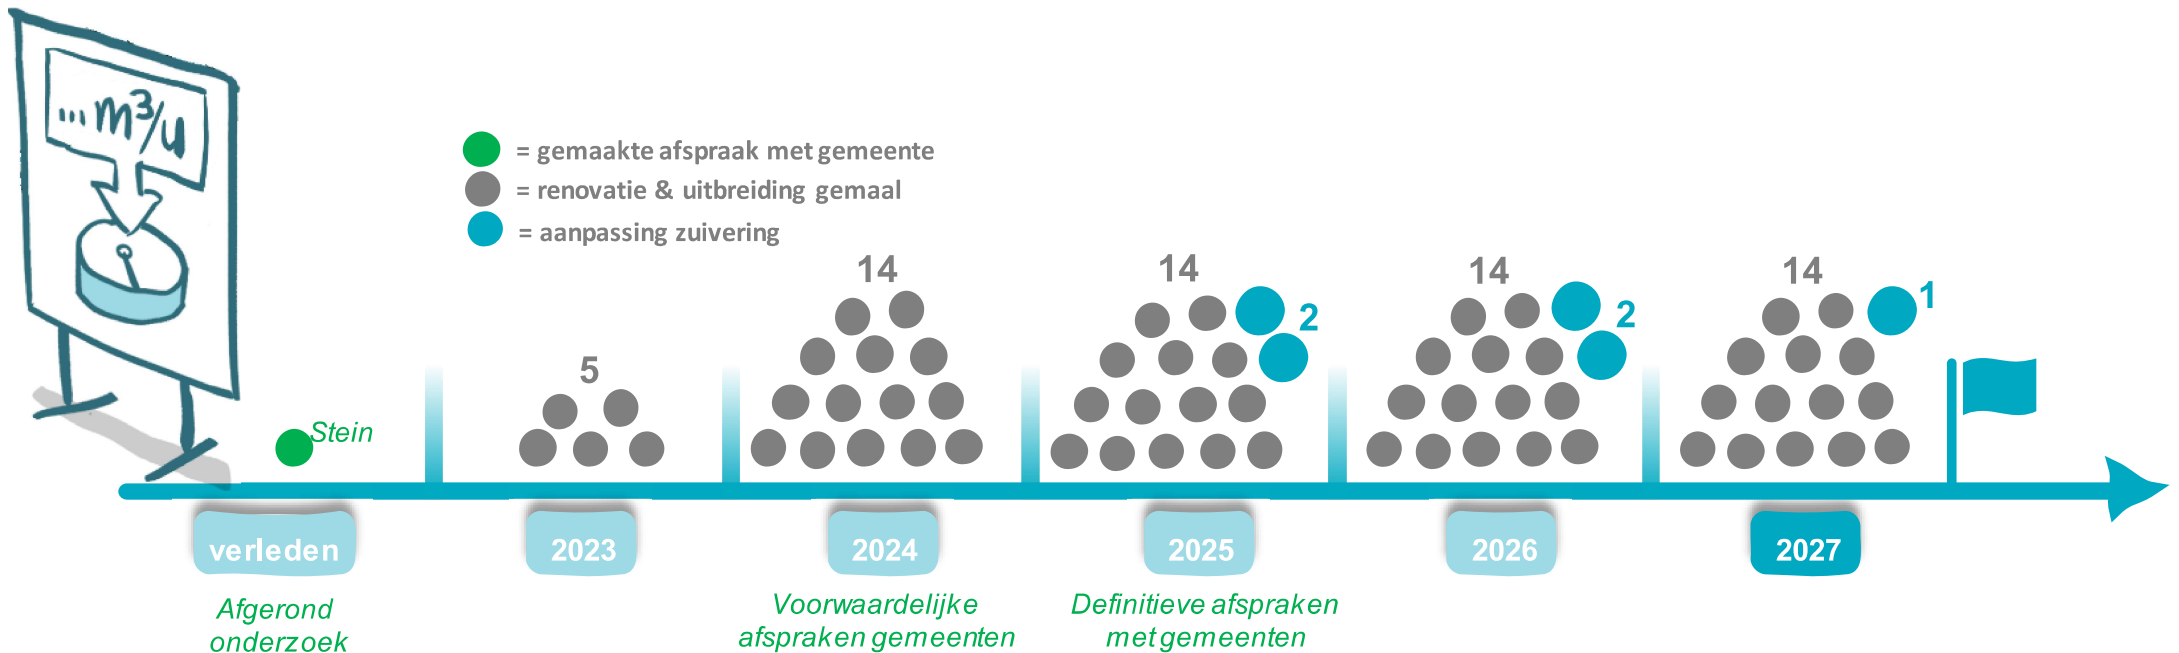 ...m³/u
= gemaakte afspraak met gemeente
= renovatie & uitbreiding gemaal
= aanpassing zuivering
Stein
5
14
14
2
14
2
14
1
verleden
2023
2024
2025
2026
2027
Afgerond
onderzoek
Voorwaardelijke
afspraken gemeenten
Definitieve afspraken
met gemeenten